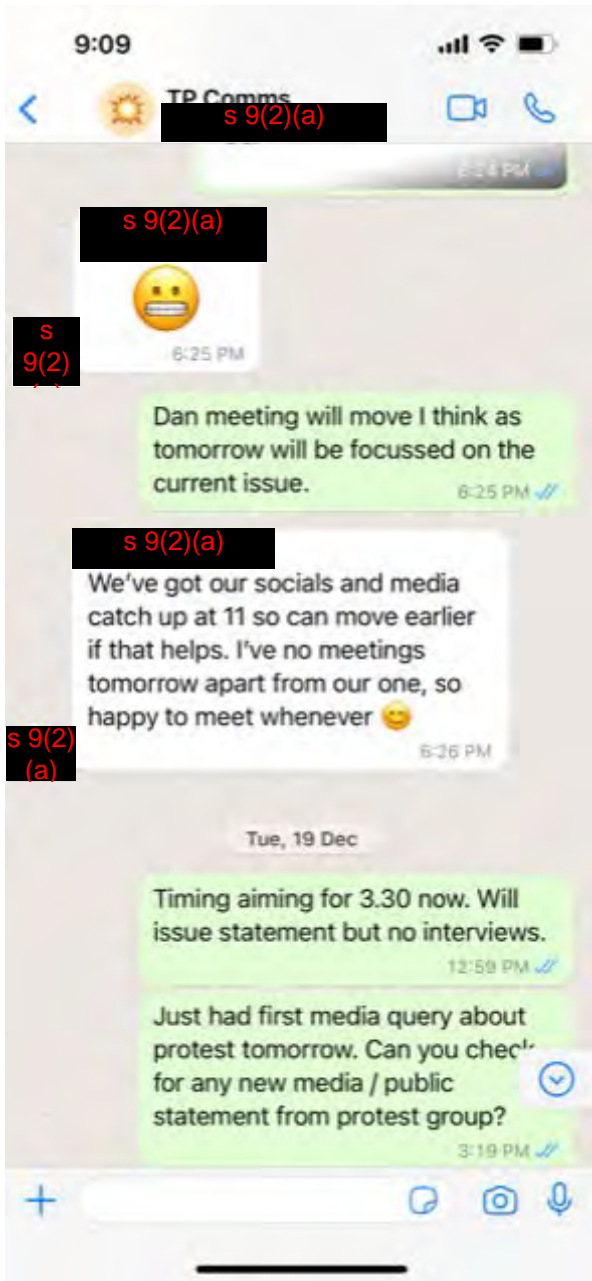 9:09
TP Comms
s 9(2)(a)
6:24 PM
s 9(2)(a)
6:25 PM
s
9(2)
Dan meeting will move I think as
tomorrow will be focussed on the
current issue.
6:25 PM
s 9(2)(a)
We've got our socials and media
catch up at 11 so can move earlier
if that helps. I've no meetings
tomorrow apart from our one, so
happy to meet whenever 😊
6:26 PM
s 9(2)
(a)
Tue, 19 Dec
Timing aiming for 3.30 now. Will
issue statement but no interviews.
12:59 PM
Just had first media query about
protest tomorrow. Can you check
for any new media / public
statement from protest group?
3:19 PM